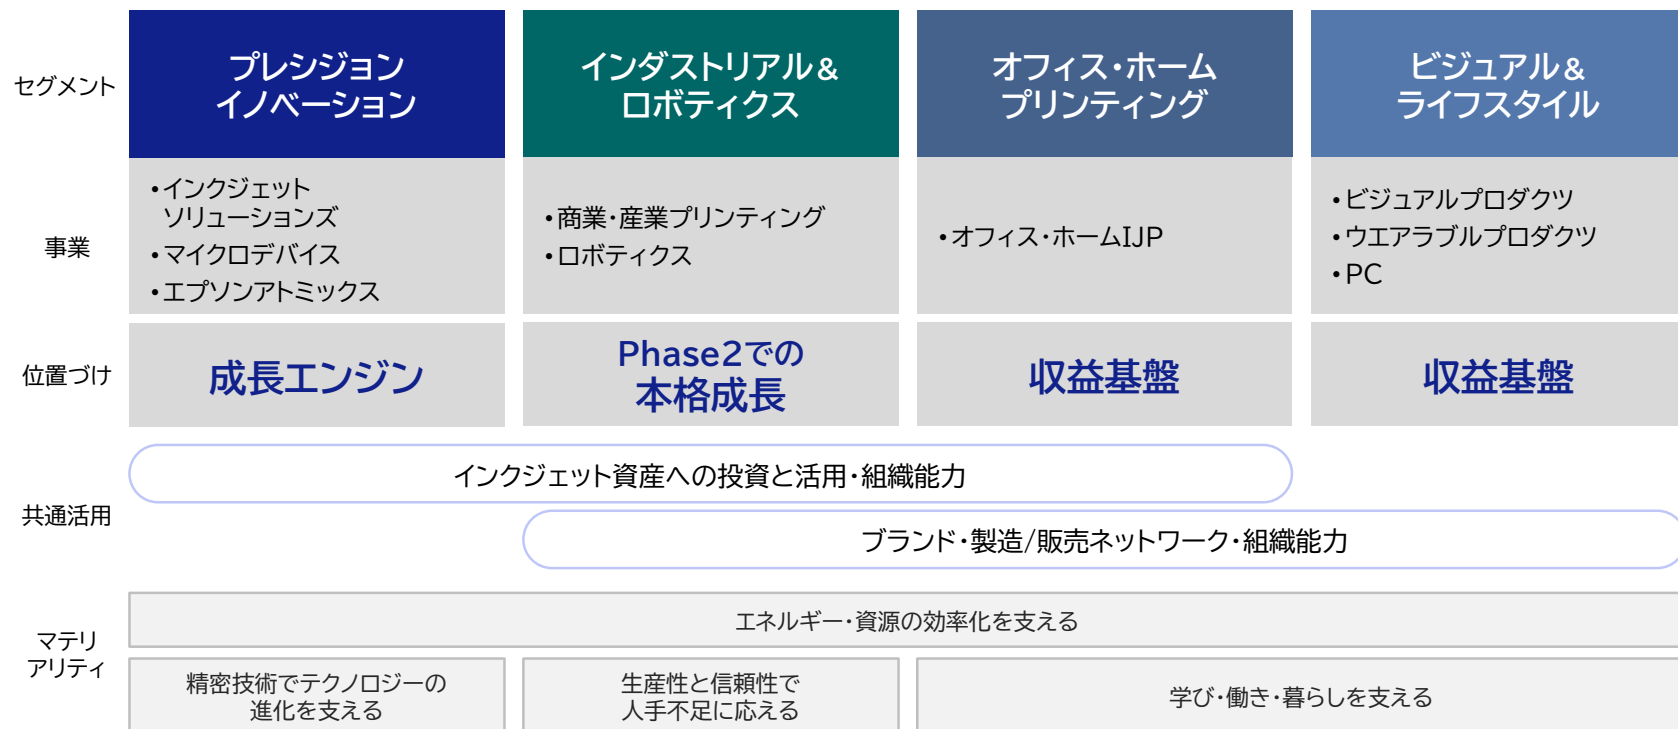 セグメント
プレシジョン
イノベーション
インダストリアル&
ロボティクス
オフィス・ホーム
プリンティング
ビジュアル&
ライフスタイル
事業
・インクジェット
ソリューションズ
・マイクロデバイス
・エプソンアトミックス
・商業・産業プリンティング
・ロボティクス
・オフィス・ホームIJP
・ビジュアルプロダクツ
・ウエアラブルプロダクツ
・PC
位置づけ
成長エンジン
Phase2での
本格成長
収益基盤
収益基盤
共通活用
インクジェット資産への投資と活用・組織能力
ブランド・製造/販売ネットワーク・組織能力
マテリ
アリティ
エネルギー・資源の効率化を支える
精密技術でテクノロジーの
進化を支える
生産性と信頼性で
人手不足に応える
学び・働き・暮らしを支える